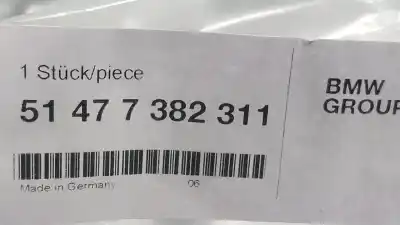 1 Stück/piece
51 47 7 382 311
BMW
GROUP
Made in Germany
06